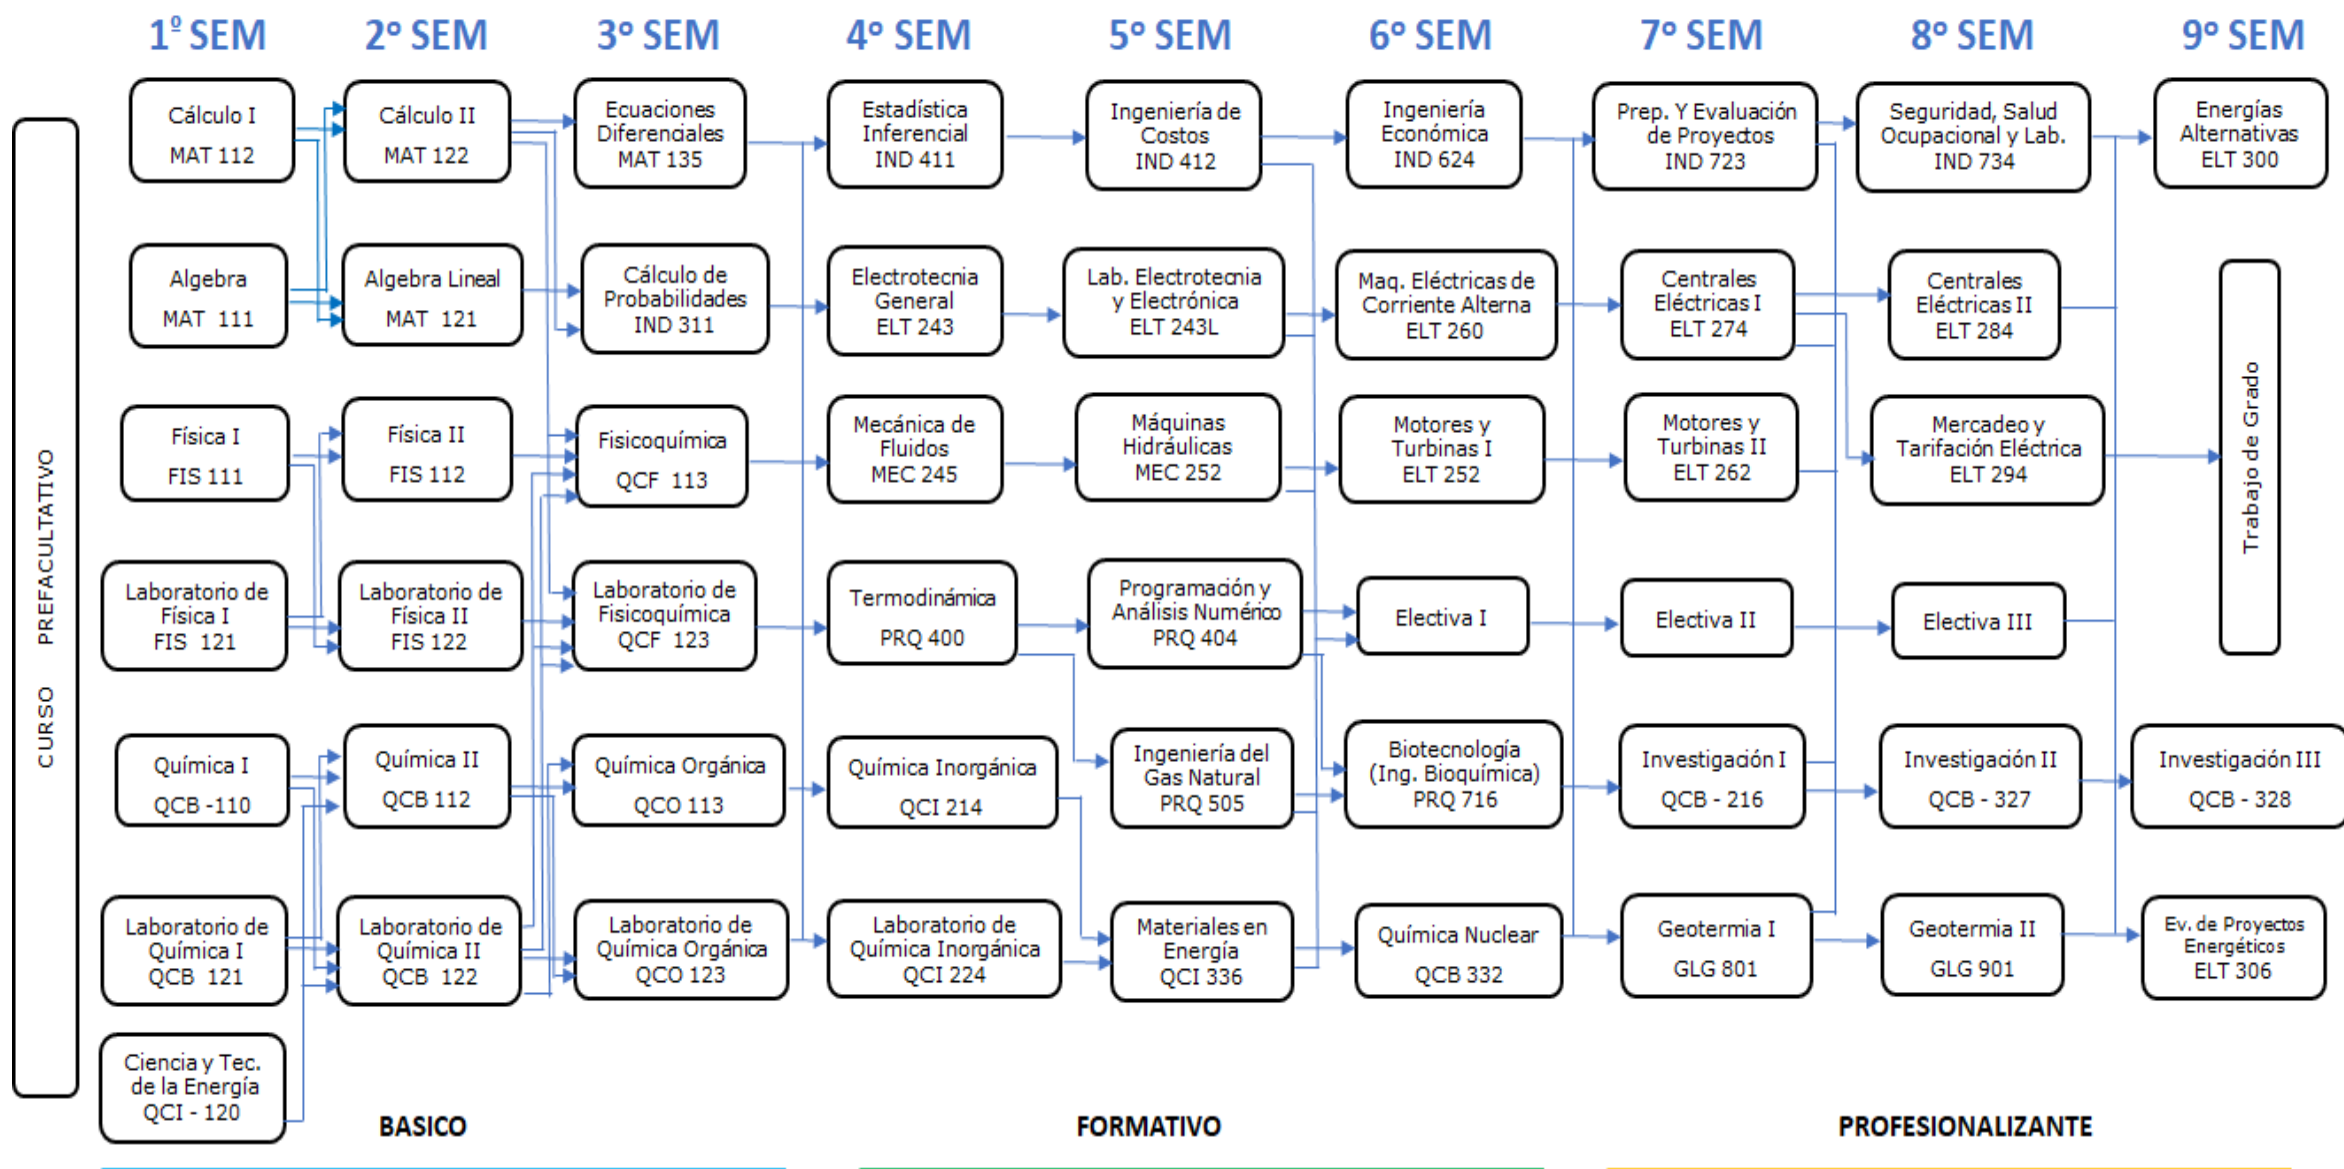 1º SEM
2º SEM
3º SEM
4º SEM
5º SEM
6º SEM
7º SEM
8º SEM
9º SEM
CURSO PREFACULTATIVO
Cálculo I
MAT 112
Algebra
MAT 111
Física I
FIS 111
Laboratorio de
Física I
FIS 121
Química I
QCB -110
Laboratorio de
Química I
QCB 121
Ciencia y Tec.
de la Energía
QCI - 120
Cálculo II
MAT 122
Algebra Lineal
MAT 121
Física II
FIS 112
Laboratorio de
Física II
FIS 122
Química II
QCB 112
Laboratorio de
Química II
QCB 122
Ecuaciones
Diferenciales
MAT 135
Cálculo de
Probabilidades
IND 311
Fisicoquímica
QCF 113
Laboratorio de
Fisicoquímica
QCF 123
Química Orgánica
QCO 113
Laboratorio de
Química Orgánica
QCO 123
Estadística
Inferencial
IND 411
Electrotecnia
General
ELT 243
Mecánica de
Fluidos
MEC 245
Termodinámica
PRQ 400
Química Inorgánica
QCI 214
Laboratorio de
Química Inorgánica
QCI 224
Ingeniería de
Costos
IND 412
Lab. Electrotecnia
y Electrónica
ELT 243L
Máquinas
Hidráulicas
MEC 252
Programación y
Análisis Numérico
PRQ 404
Ingeniería del
Gas Natural
PRQ 505
Materiales en
Energía
QCI 336
Ingeniería
Económica
IND 624
Maq. Eléctricas de
Corriente Alterna
ELT 260
Motores y
Turbinas I
ELT 252
Electiva I
Biotecnología
(Ing. Bioquímica)
PRQ 716
Química Nuclear
QCB 332
Prep. Y Evaluación
de Proyectos
IND 723
Centrales
Eléctricas I
ELT 274
Motores y
Turbinas II
ELT 262
Electiva II
Investigación I
QCB - 216
Geotermia I
GLG 801
Seguridad, Salud
Ocupacional y Lab.
IND 734
Centrales
Eléctricas II
ELT 284
Mercadeo y
Tarifación Eléctrica
ELT 294
Electiva III
Investigación II
QCB - 327
Geotermia II
GLG 901
Energías
Alternativas
ELT 300
Trabajo de Grado
Investigación III
QCB - 328
Ev. de Proyectos
Energéticos
ELT 306
BASICO
FORMATIVO
PROFESIONALIZANTE